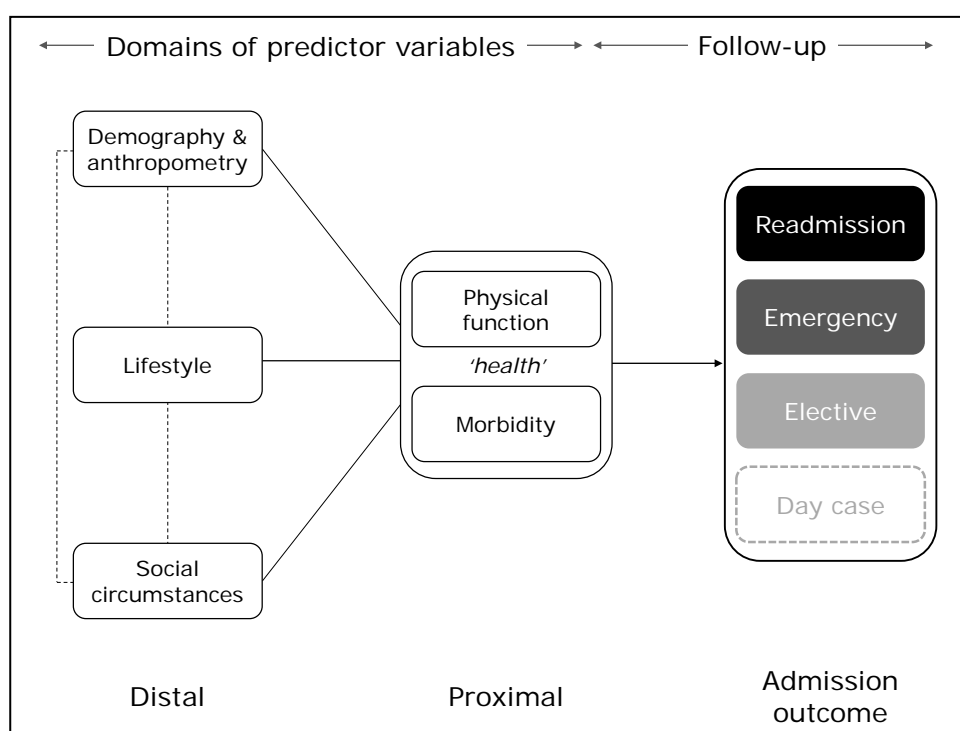 Domains of predictor variables
Follow-up
Demography &
anthropometry
Lifestyle
Social
circumstances
Physical
function
‘health’
Morbidity
Readmission
Emergency
Elective
Day case
Distal
Proximal
Admission
outcome